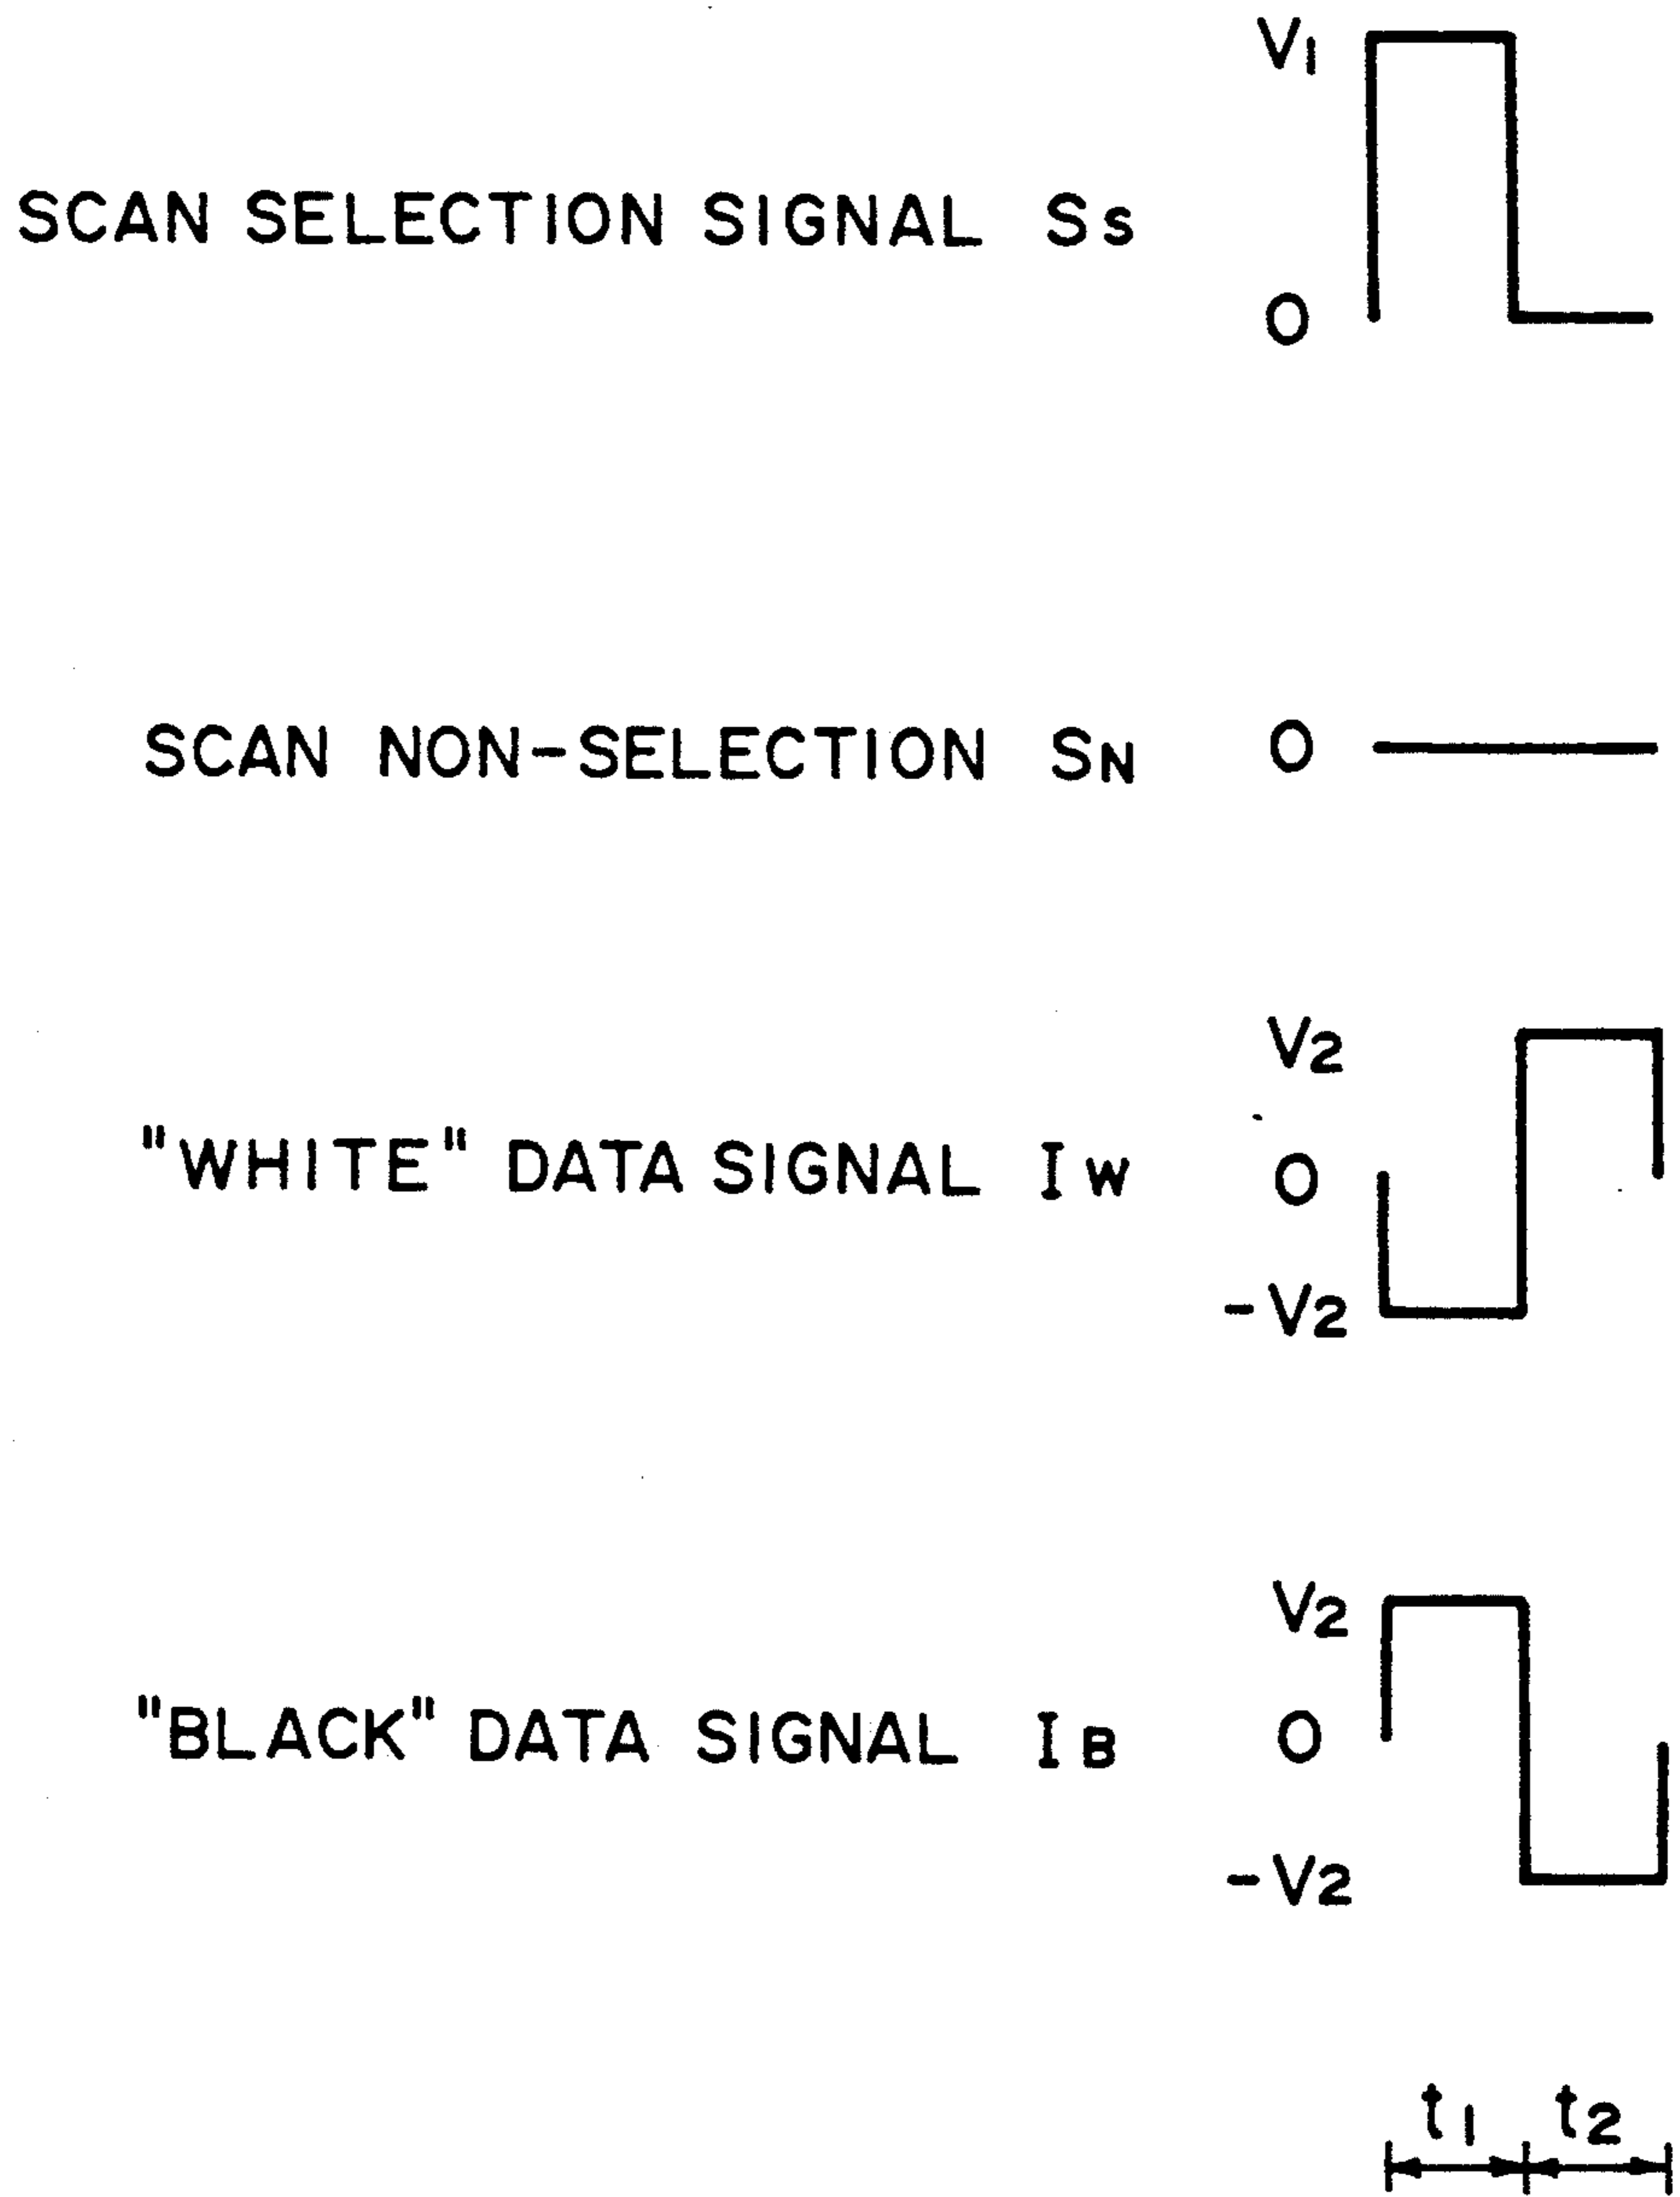 V1
SCAN SELECTION SIGNAL Ss
0
SCAN NON-SELECTION SN 0
V2
"WHITE" DATA SIGNAL IW 0
-V2
V2
"BLACK" DATA SIGNAL IB 0
-V2
t1 t2